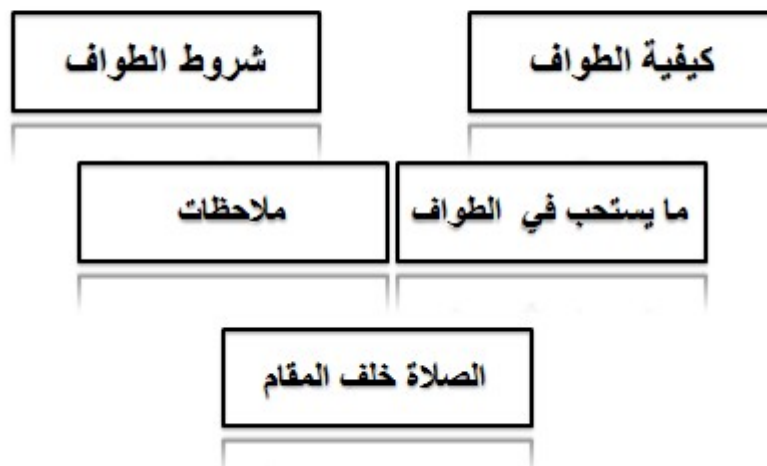 كيفية الطواف
شروط الطواف
ما يستحب في الطواف
ملاحظات
الصلاة خلف المقام